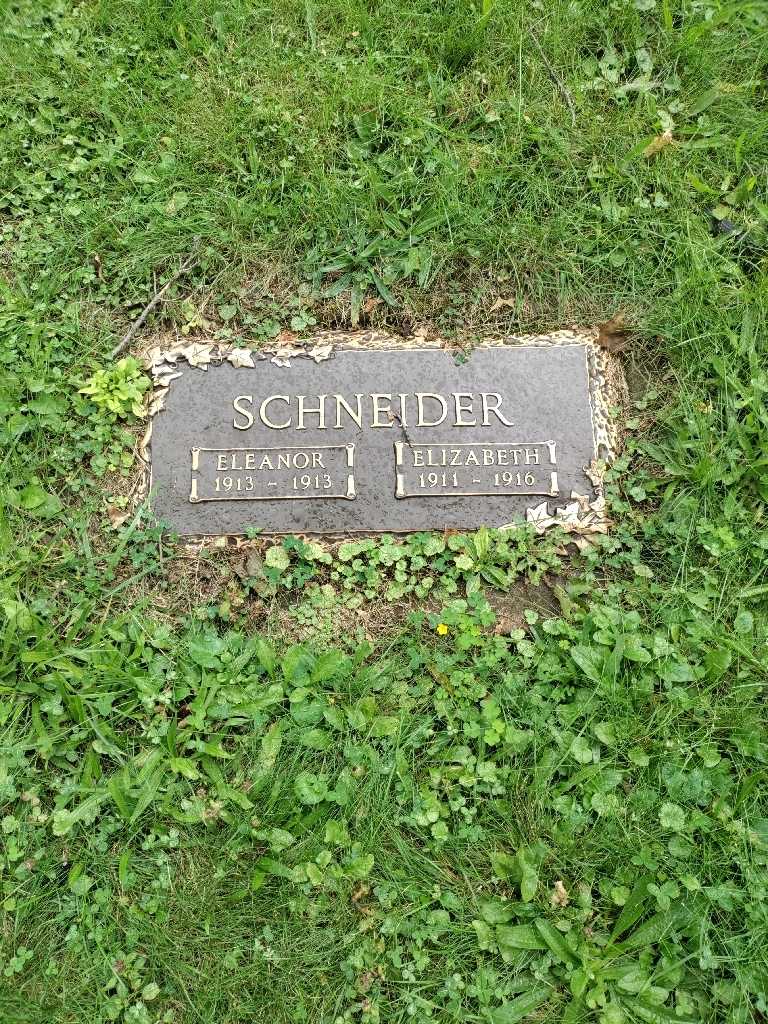 SCHNEIDER
ELEANOR
1913 - 1913
ELIZABETH
1911 - 1916